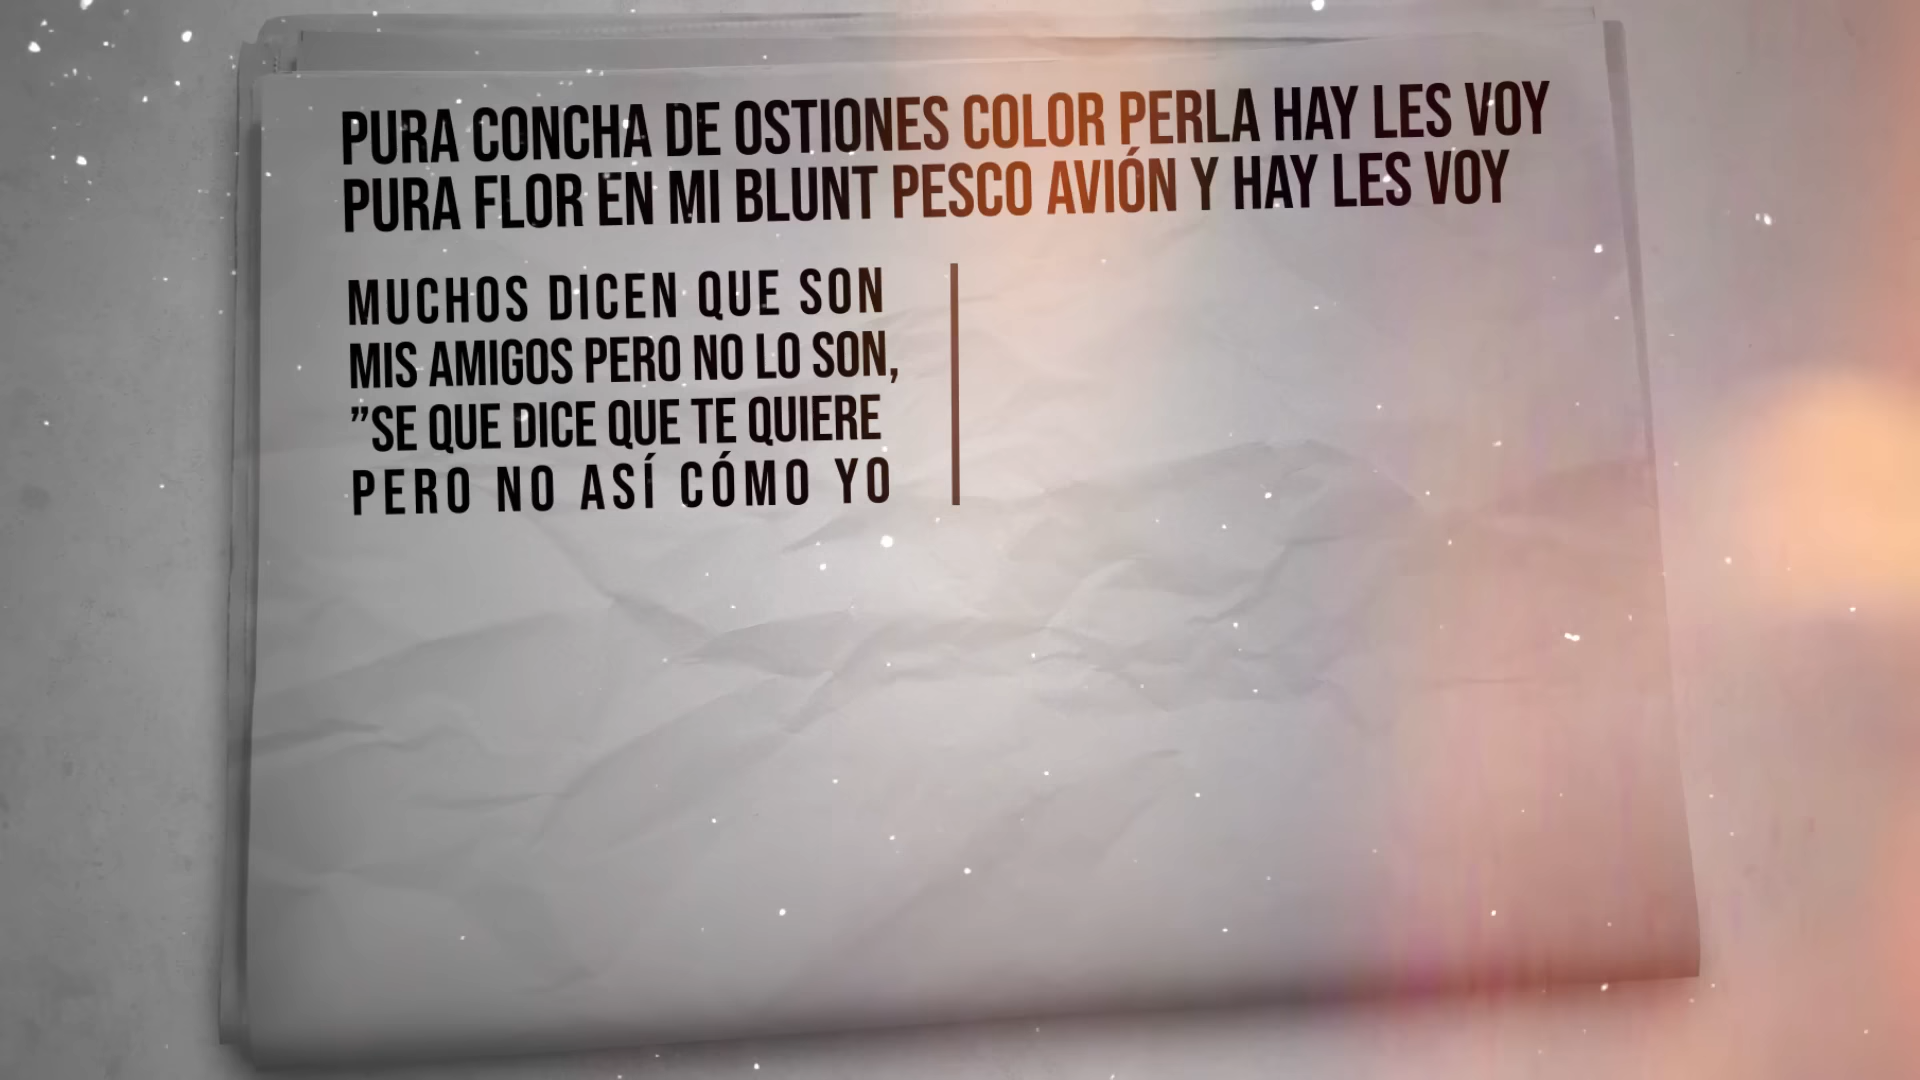 PURA CONCHA DE OSTIONES COLOR PERLA HAY LES VOY
PURA FLOR EN MI BLUNT PESCO AVIÓN Y HAY LES VOY
MUCHOS DICEN QUE SON
MIS AMIGOS PERO NO LO SON,
”SE QUE DICE QUE TE QUIERE
PERO NO ASÍ CÓMO YO